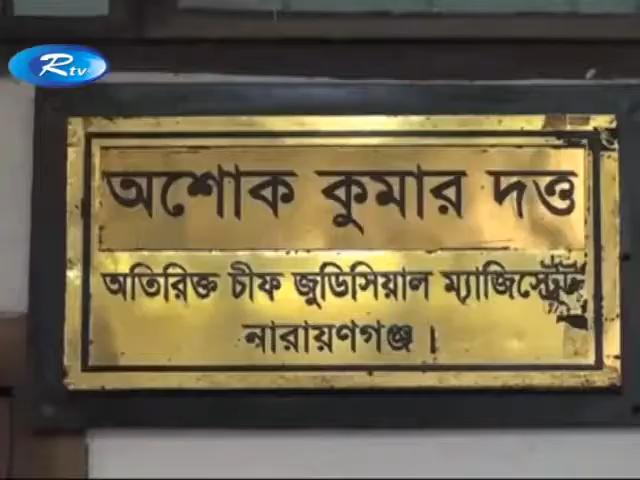 Rtv
অশোক কুমার দত্ত
অতিরিক্ত চীফ জুডিসিয়াল ম্যাজিস্ট্রেট
নারায়ণগঞ্জ।